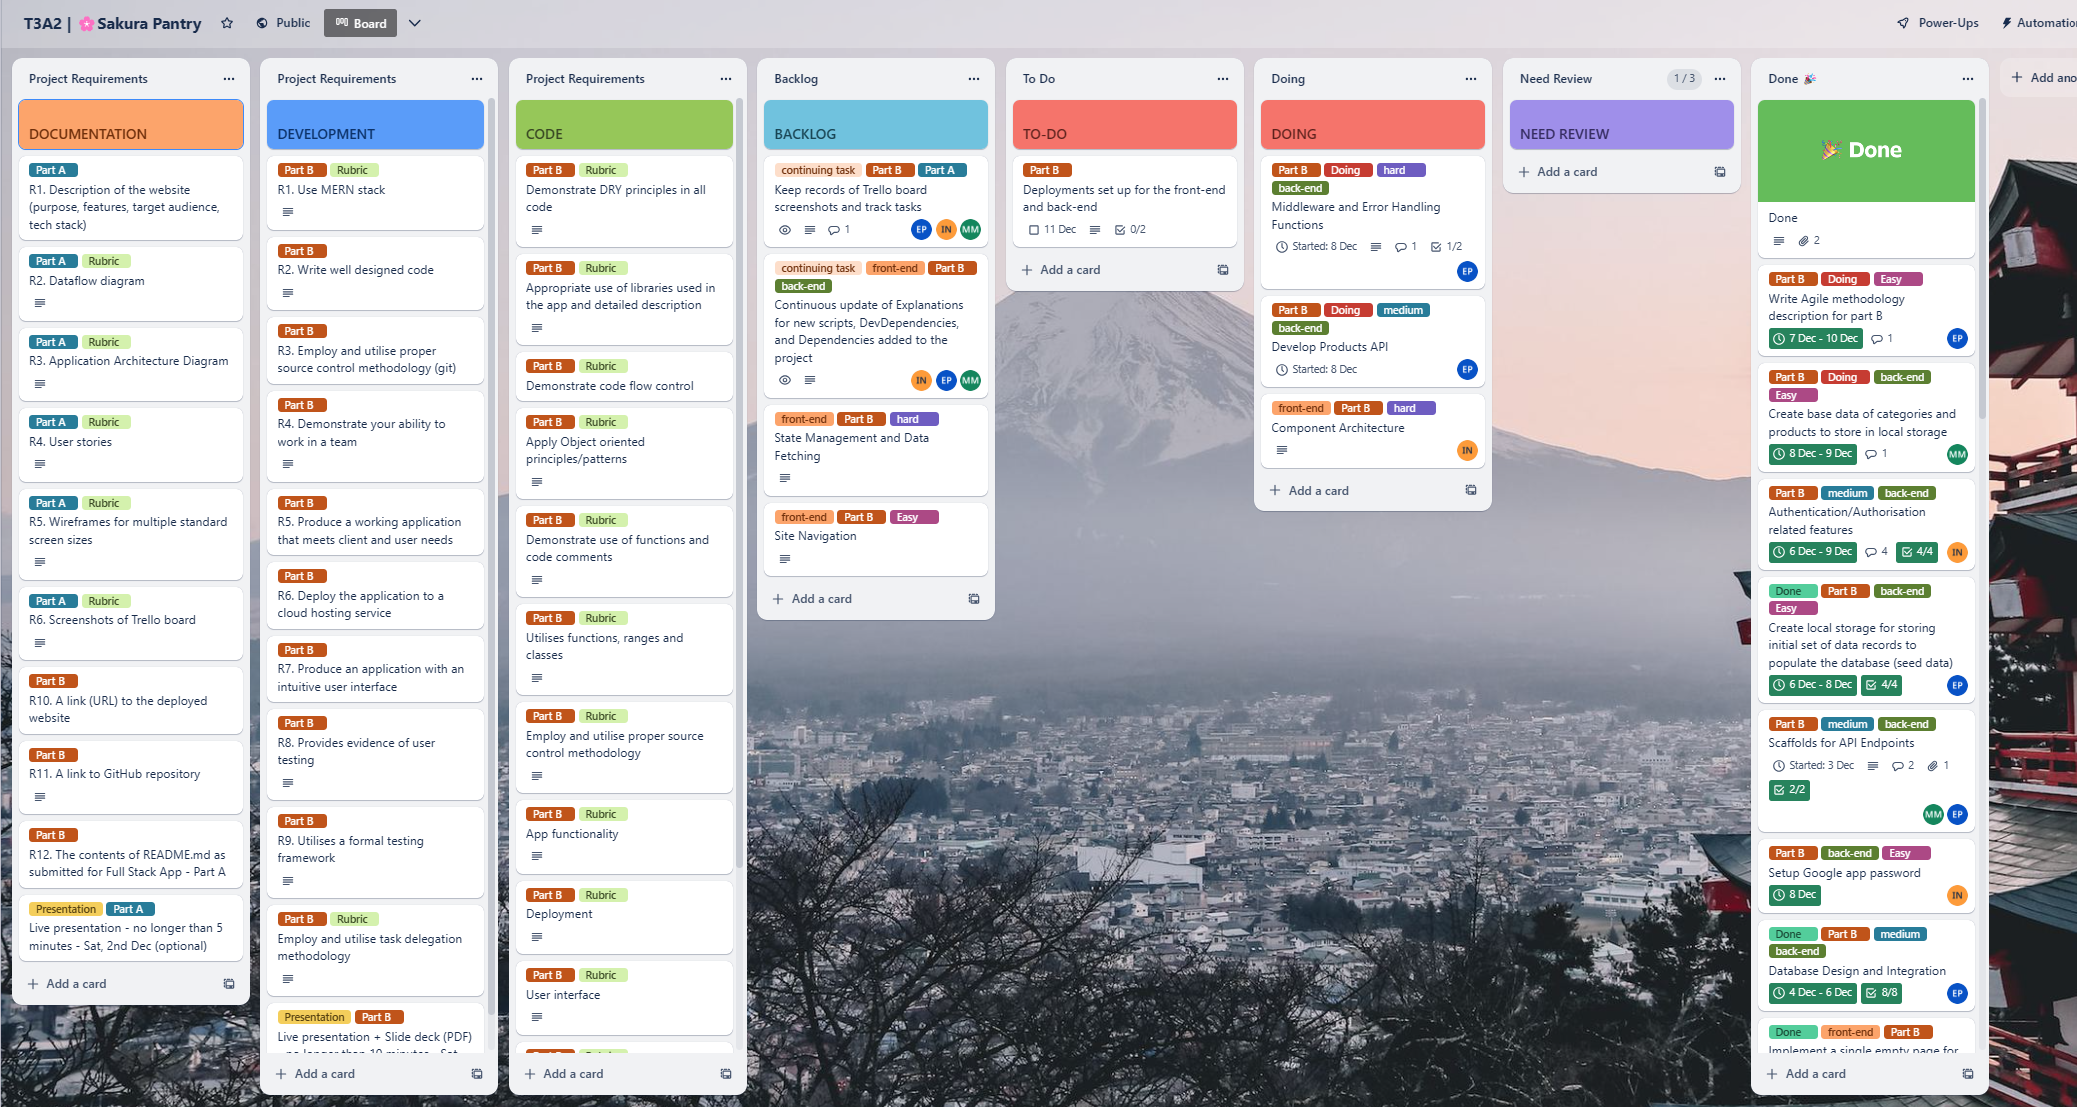 T3A2 | 🌸Sakura Pantry
Public
Board
Power-Ups
Automation
Project Requirements
DOCUMENTATION
Part A
R1. Description of the website
(purpose, features, target audience,
tech stack)
Part A Rubric
R2. Dataflow diagram
Part A Rubric
R3. Application Architecture Diagram
Part A Rubric
R4. User stories
Part A Rubric
R5. Wireframes for multiple standard
screen sizes
Part A Rubric
R6. Screenshots of Trello board
Part B
R10. A link (URL) to the deployed
website
Part B
R11. A link to GitHub repository
Part B
R12. The contents of README.md as
submitted for Full Stack App - Part A
Presentation Part A
Live presentation - no longer than 5
minutes - Sat, 2nd Dec (optional)
+ Add a card
Project Requirements
DEVELOPMENT
Part B Rubric
R1. Use MERN stack
Part B
R2. Write well designed code
Part B
R3. Employ and utilise proper
source control methodology (git)
Part B
R4. Demonstrate your ability to
work in a team
Part B
R5. Produce a working application
that meets client and user needs
Part B
R6. Deploy the application to a
cloud hosting service
Part B
R7. Produce an application with an
intuitive user interface
Part B
R8. Provides evidence of user
testing
Part B
R9. Utilises a formal testing
framework
Part B Rubric
Employ and utilise task delegation
methodology
Presentation Part B
Live presentation + Slide deck (PDF)
- no longer than 10 minutes - Sat,
+ Add a card
Project Requirements
CODE
Part B Rubric
Demonstrate DRY principles in all
code
Part B Rubric
Appropriate use of libraries used in
the app and detailed description
Part B Rubric
Demonstrate code flow control
Part B Rubric
Apply Object oriented
principles/patterns
Part B Rubric
Demonstrate use of functions and
code comments
Part B Rubric
Utilises functions, ranges and
classes
Part B Rubric
Employ and utilise proper source
control methodology
Part B Rubric
App functionality
Part B Rubric
Deployment
Part B Rubric
User interface
Part B Rubric
+ Add a card
Backlog
BACKLOG
continuing task Part B Part A
Keep records of Trello board
screenshots and track tasks
1 EP IN MM
continuing task front-end Part B
back-end
Continuous update of Explanations
for new scripts, DevDependencies,
and Dependencies added to the
project
IN EP MM
front-end Part B hard
State Management and Data
Fetching
front-end Part B Easy
Site Navigation
+ Add a card
To Do
TO-DO
Part B
Deployments set up for the front-end
and back-end
11 Dec 0/2
+ Add a card
Doing
DOING
Part B Doing hard
back-end
Middleware and Error Handling
Functions
Started: 8 Dec 1 1/2
EP
Part B Doing medium
back-end
Develop Products API
Started: 8 Dec EP
front-end Part B hard
Component Architecture
IN
+ Add a card
Need Review 1 / 3
NEED REVIEW
+ Add a card
Done 🎉
🎉 Done
Done
2
Part B Doing Easy
Write Agile methodology
description for part B
7 Dec - 10 Dec 1 EP
Part B Doing back-end
Easy
Create base data of categories and
products to store in local storage
8 Dec - 9 Dec 1 MM
Part B medium back-end
Authentication/Authorisation
related features
6 Dec - 9 Dec 4 4/4 IN
Done Part B back-end
Easy
Create local storage for storing
initial set of data records to
populate the database (seed data)
6 Dec - 8 Dec 4/4 EP
Part B medium back-end
Scaffolds for API Endpoints
Started: 3 Dec 2 1
2/2
MM EP
Part B back-end Easy
Setup Google app password
8 Dec IN
Done Part B medium
back-end
Database Design and Integration
4 Dec - 6 Dec 8/8 EP
Done front-end Part B
Implement a single empty page for
+ Add a card
+ Add ano